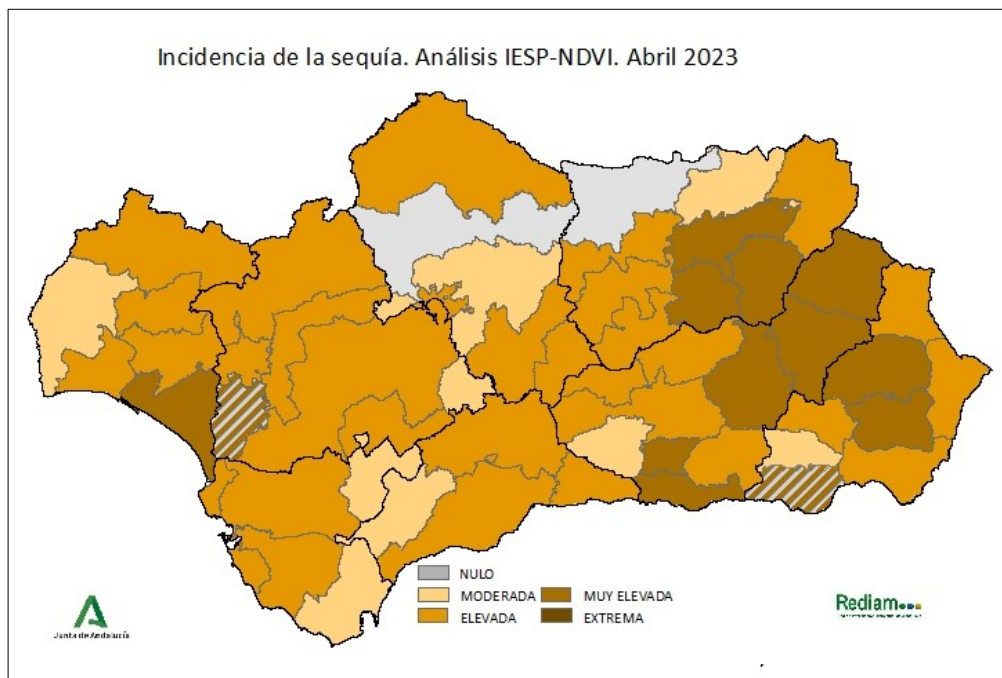 Incidencia de la sequía. Análisis IESP-NDVI. Abril 2023
NULO
MODERADA
MUY ELEVADA
ELEVADA
EXTREMA
Junta de Andalucía
Rediam